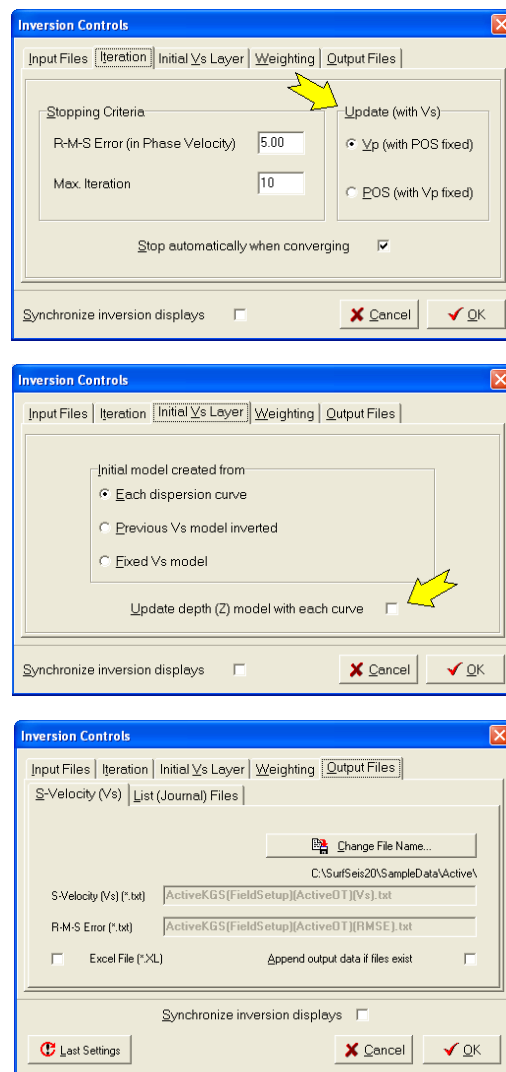 Inversion Controls
Input Files Iteration Initial Vs Layer Weighting Output Files
Stopping Criteria
Update (with Vs)
R-M-S Error (in Phase Velocity) 5.00
Vp (with POS fixed)
Max. Iteration 10
POS (with Vp fixed)
Stop automatically when converging
Synchronize inversion displays Cancel OK
Inversion Controls
Input Files Iteration Initial Vs Layer Weighting Output Files
Initial model created from
Each dispersion curve
Previous Vs model inverted
Fixed Vs model
Update depth (Z) model with each curve
Synchronize inversion displays Cancel OK
Inversion Controls
Input Files Iteration Initial Vs Layer Weighting Output Files
S-Velocity (Vs) List (Journal) Files
Change File Name...
C:\SurfSeis20\SampleData\Active\
S-Velocity (Vs) (*.txt) ActiveKGS(FieldSetup)(ActiveOT)(Vs).txt
R-M-S Error (*.txt) ActiveKGS(FieldSetup)(ActiveOT)(RMSE).txt
Excel File (*.XL) Append output data if files exist
Synchronize inversion displays
Last Settings Cancel OK